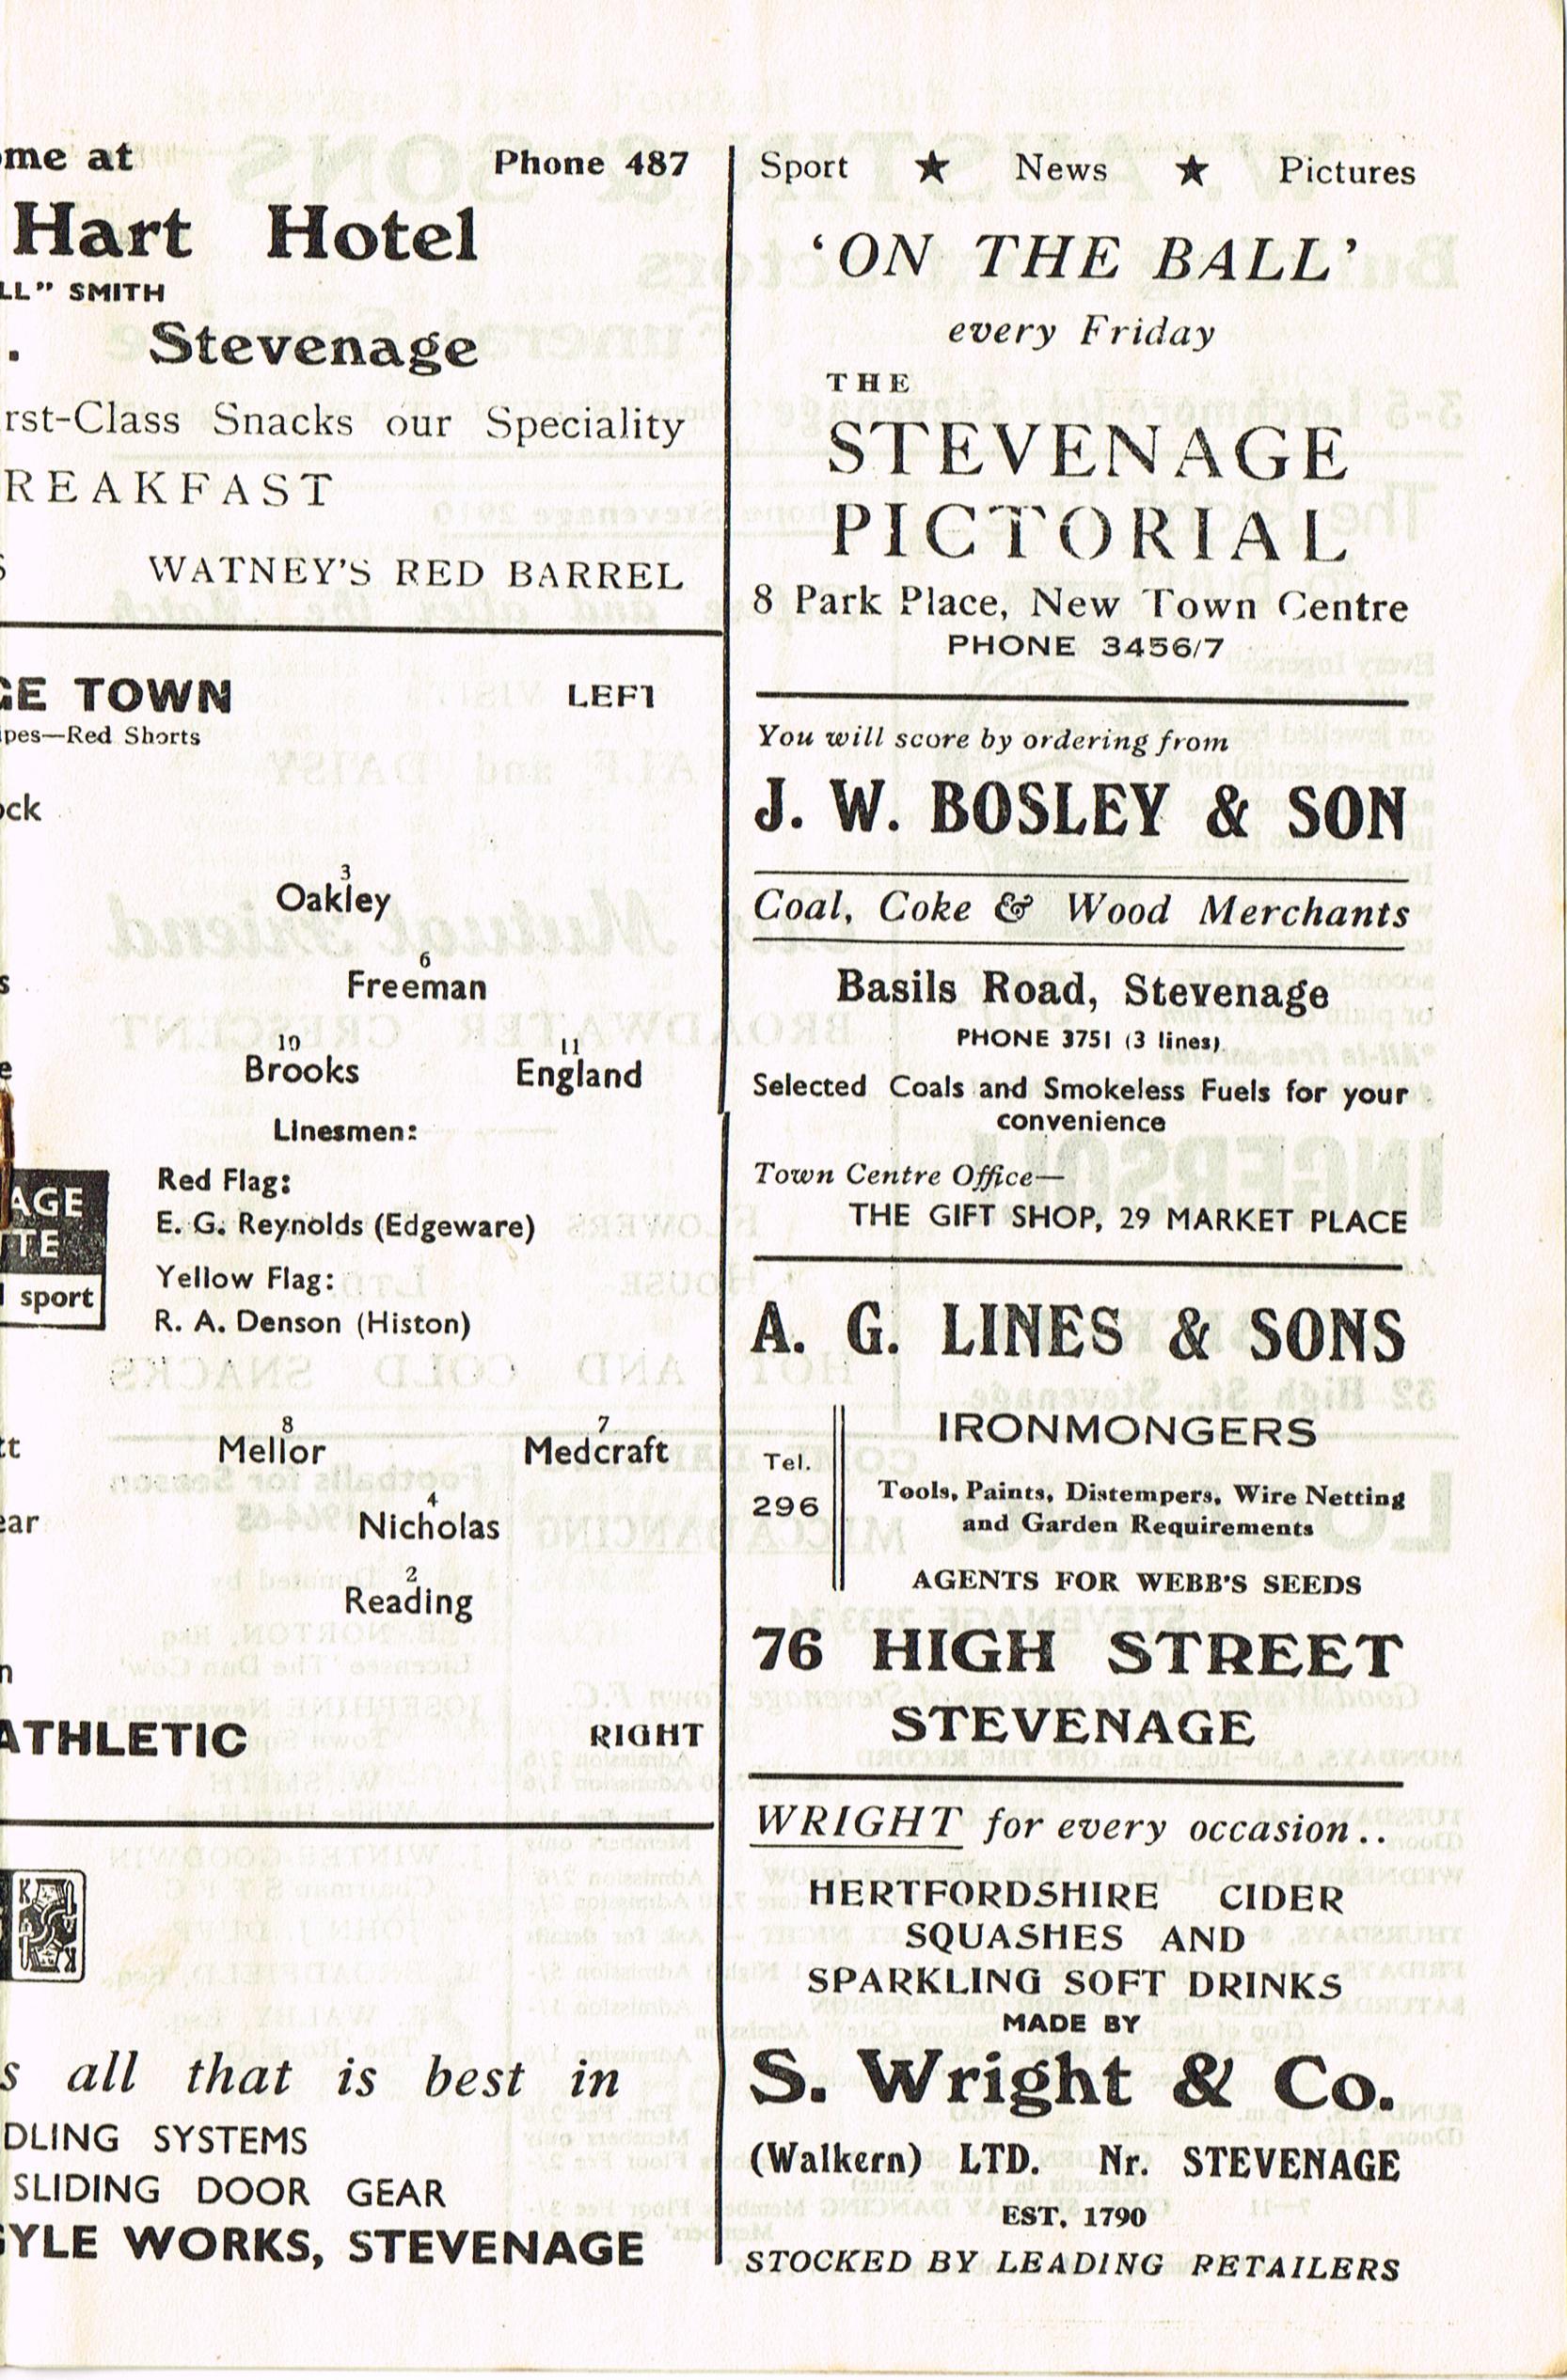 me at Phone 487
Hart Hotel
LL" SMITH
. Stevenage
rst-Class Snacks our Speciality
REAKFAST
S WATNEY'S RED BARREL
GE TOWN LEFT
ipes—Red Shorts
ock
3
Oakley
6
s Freeman
10 11
e Brooks England
Linesmen:
Red Flag:
E. G. Reynolds (Edgeware)
Yellow Flag:
R. A. Denson (Histon)
AGE
TTE
sport
8 7
tt Mellor Medcraft
4
ear Nicholas
2
Reading
n
ATHLETIC RIGHT
K
K
s all that is best in
DLING SYSTEMS
SLIDING DOOR GEAR
GYLE WORKS, STEVENAGE
Sport ★ News ★ Pictures
'ON THE BALL'
every Friday
THE
STEVENAGE
PICTORIAL
8 Park Place, New Town Centre
PHONE 3456/7
You will score by ordering from
J. W. BOSLEY & SON
Coal, Coke & Wood Merchants
Basils Road, Stevenage
PHONE 3751 (3 lines)
Selected Coals and Smokeless Fuels for your
convenience
Town Centre Office—
THE GIFT SHOP, 29 MARKET PLACE
A. G. LINES & SONS
IRONMONGERS
Tel.
296
Tools, Paints, Distempers, Wire Netting
and Garden Requirements
AGENTS FOR WEBB'S SEEDS
76 HIGH STREET
STEVENAGE
WRIGHT for every occasion..
HERTFORDSHIRE CIDER
SQUASHES AND
SPARKLING SOFT DRINKS
MADE BY
S. Wright & Co.
(Walkern) LTD. Nr. STEVENAGE
EST. 1790
STOCKED BY LEADING RETAILERS